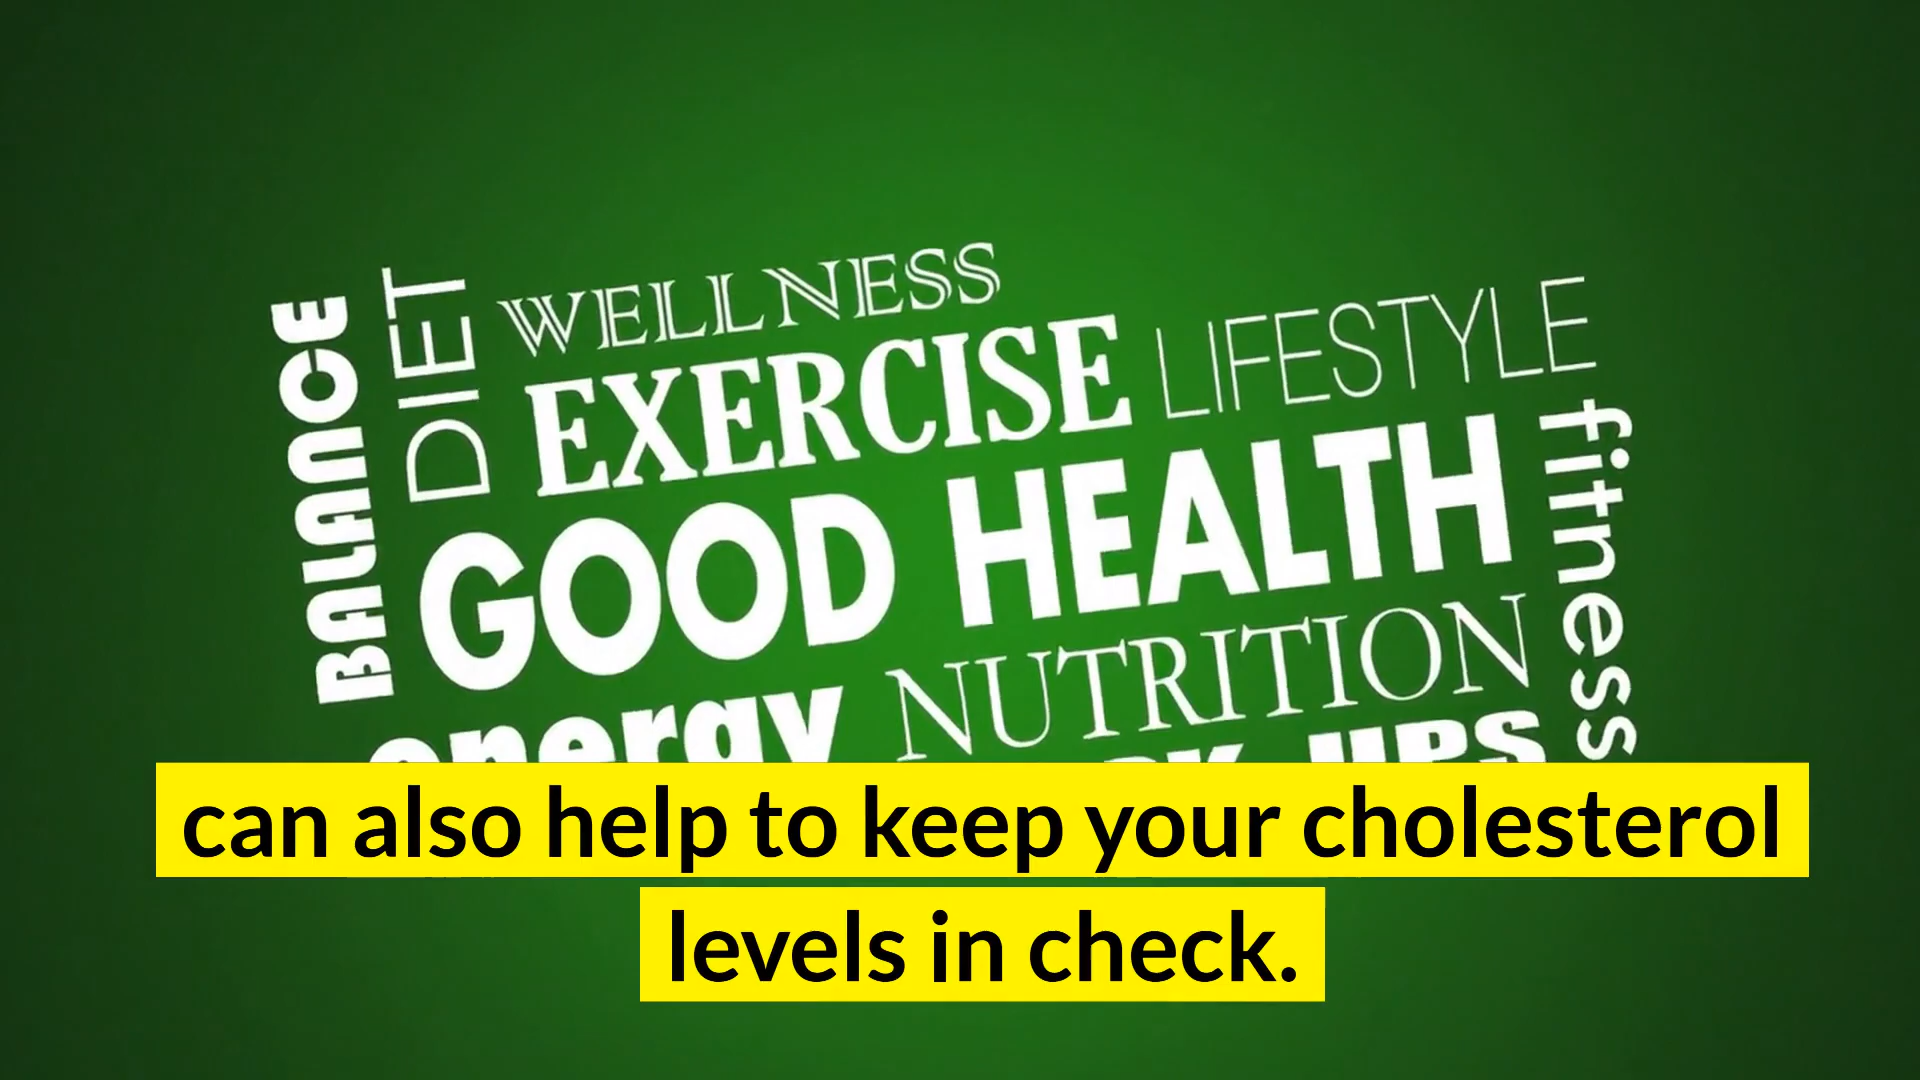 BALANCE
DIET
WELLNESS
EXERCISE
LIFESTYLE
GOOD HEALTH
fitness
energy
NUTRITION
UPS
can also help to keep your cholesterol
levels in check.